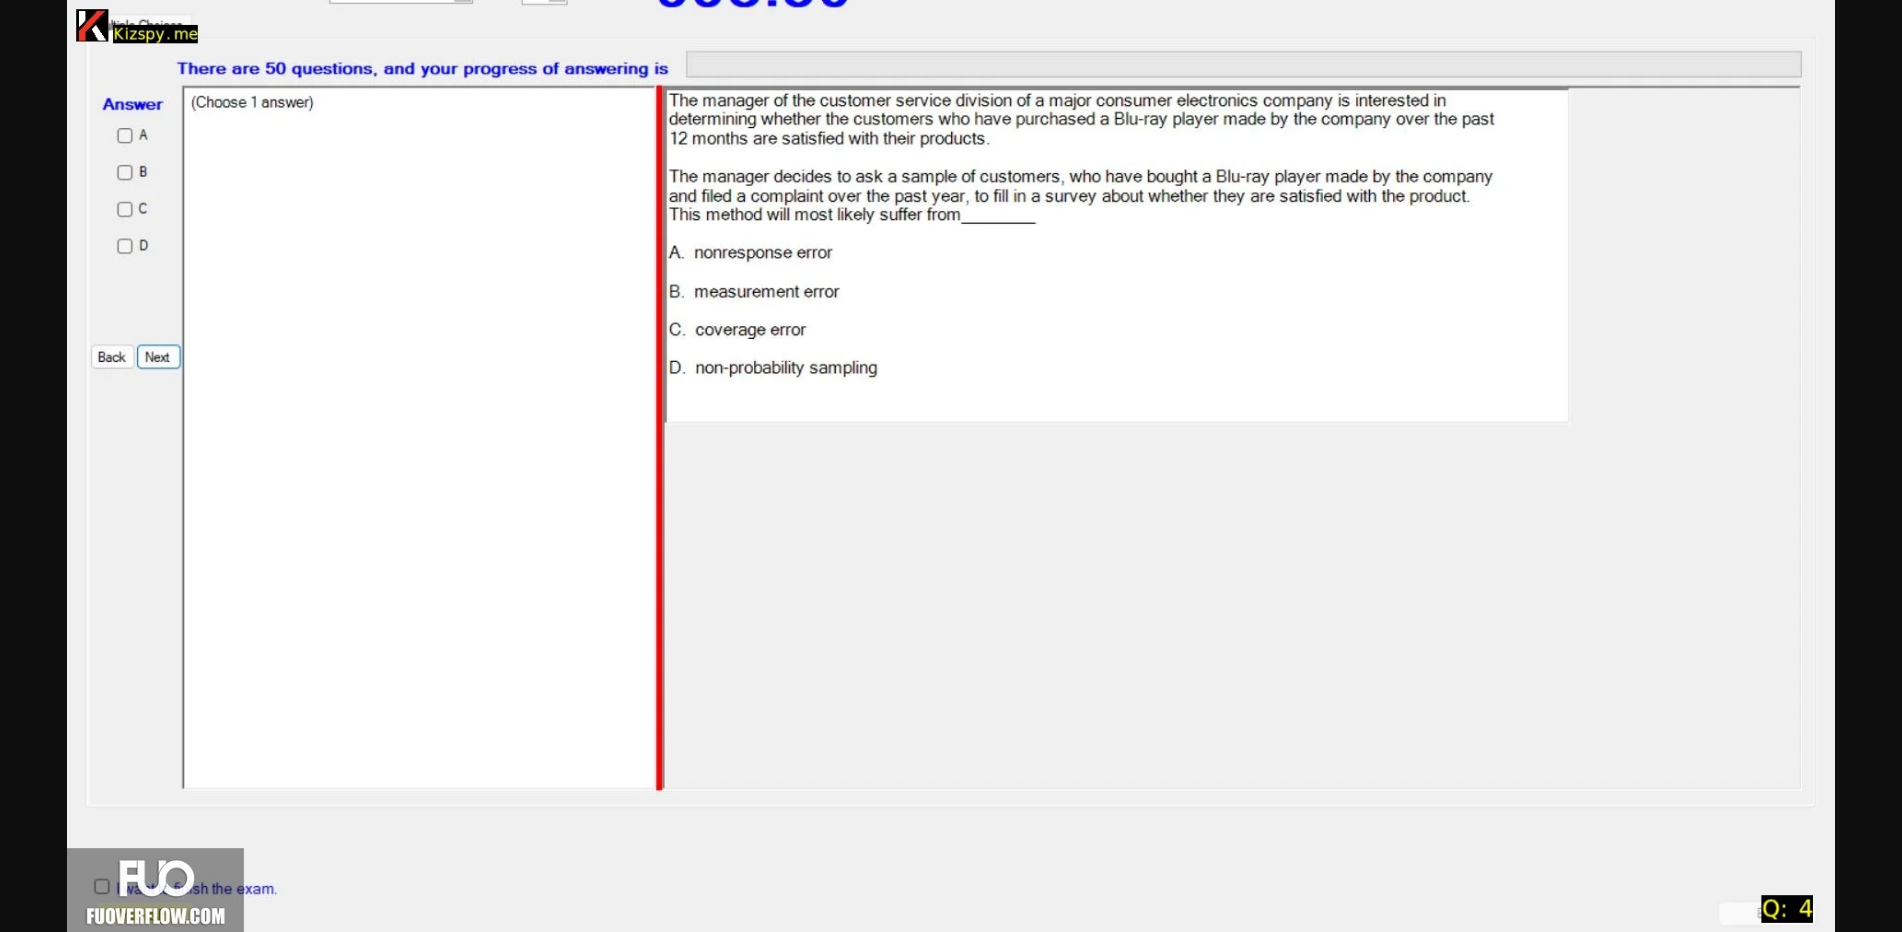 Kizspy.me
There are 50 questions, and your progress of answering is
Answer
A
B
C
D
Back
Next
(Choose 1 answer)
The manager of the customer service division of a major consumer electronics company is interested in
determining whether the customers who have purchased a Blu-ray player made by the company over the past
12 months are satisfied with their products.
The manager decides to ask a sample of customers, who have bought a Blu-ray player made by the company
and filed a complaint over the past year, to fill in a survey about whether they are satisfied with the product.
This method will most likely suffer from________
A. nonresponse error
B. measurement error
C. coverage error
D. non-probability sampling
FUO
the exam.
FUOVERFLOW.COM
Q: 4